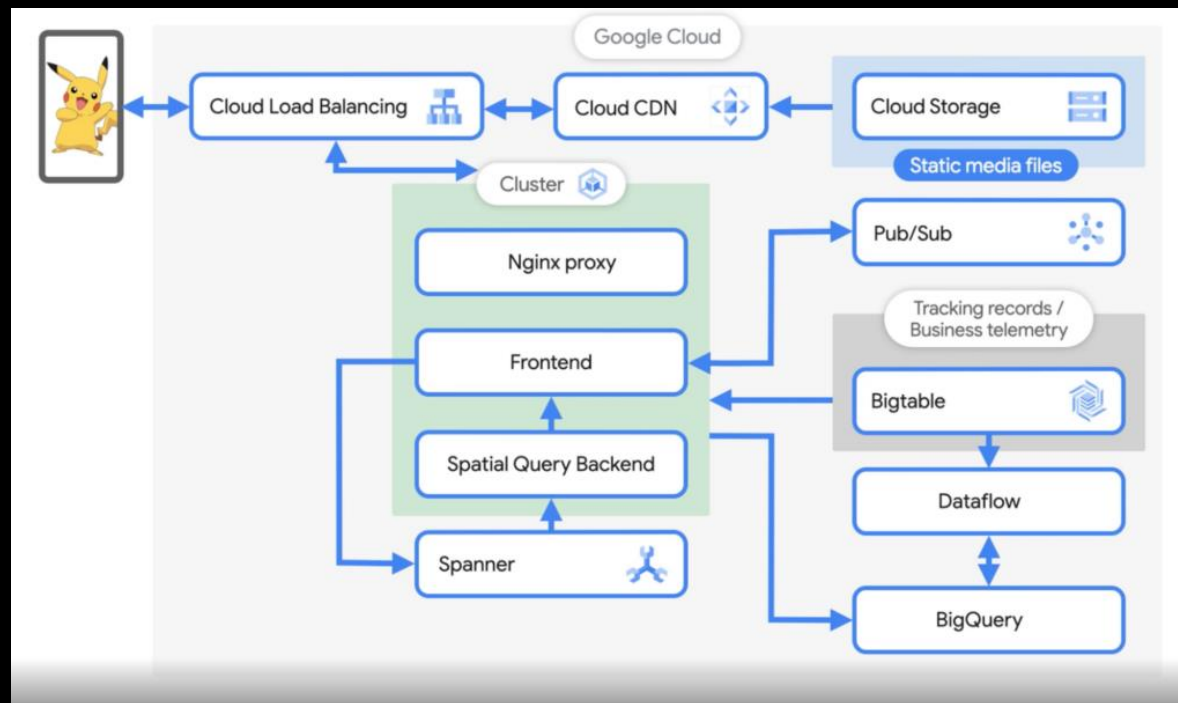 Google Cloud
Cloud Load Balancing
Cloud CDN
Cloud Storage
Static media files
Cluster
Nginx proxy
Pub/Sub
Tracking records /
Business telemetry
Frontend
Bigtable
Spatial Query Backend
Dataflow
Spanner
BigQuery